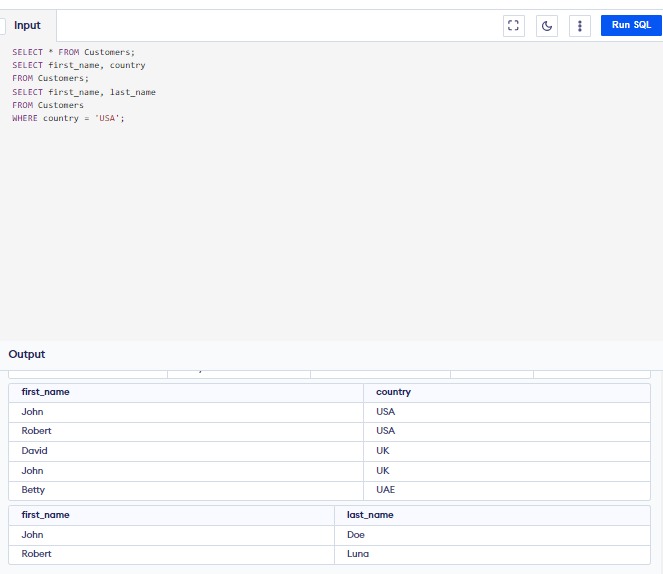 Input
Run SQL
SELECT * FROM Customers;
SELECT first_name, country
FROM Customers;
SELECT first_name, last_name
FROM Customers
WHERE country = 'USA';
Output
first_name country
John USA
Robert USA
David UK
John UK
Betty UAE
first_name last_name
John Doe
Robert Luna